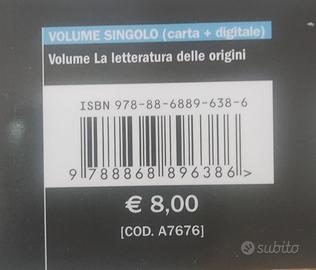 VOLUME SINGOLO (carta + digitale)
Volume La letteratura delle origini
ISBN 978-88-6889-638-6
9 788868 896386 >
€ 8,00
[COD. A7676]
subito